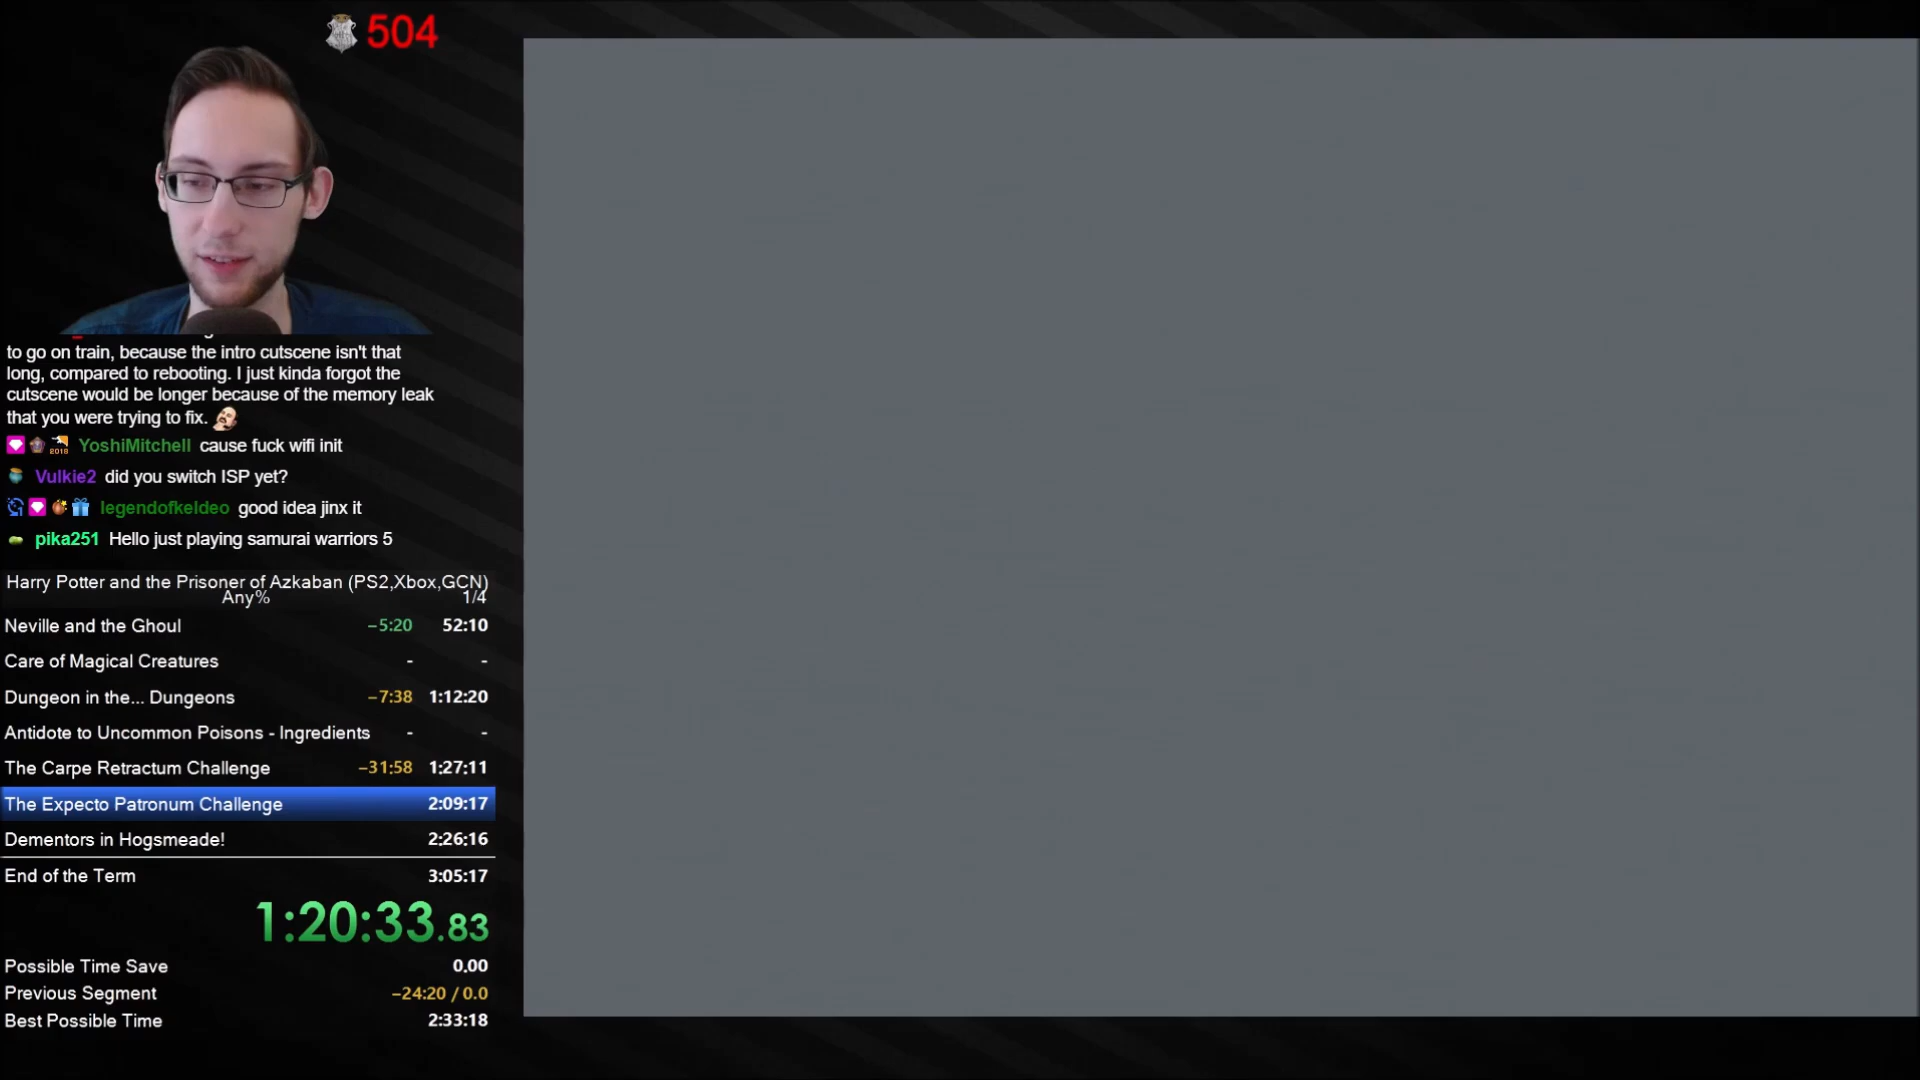 504
to go on train, because the intro cutscene isn't that
long, compared to rebooting. I just kinda forgot the
cutscene would be longer because of the memory leak
that you were trying to fix.
YoshiMitchell cause fuck wifi init
Vulkie2 did you switch ISP yet?
legendofkeldeo good idea jinx it
pika251 Hello just playing samurai warriors 5
Harry Potter and the Prisoner of Azkaban (PS2,Xbox,GCN)
Any% 1/4
Neville and the Ghoul −5:20 52:10
Care of Magical Creatures - -
Dungeon in the... Dungeons −7:38 1:12:20
Antidote to Uncommon Poisons - Ingredients - -
The Carpe Retractum Challenge −31:58 1:27:11
The Expecto Patronum Challenge 2:09:17
Dementors in Hogsmeade! 2:26:16
End of the Term 3:05:17
1:20:33.83
Possible Time Save 0.00
Previous Segment −24:20 / 0.0
Best Possible Time 2:33:18